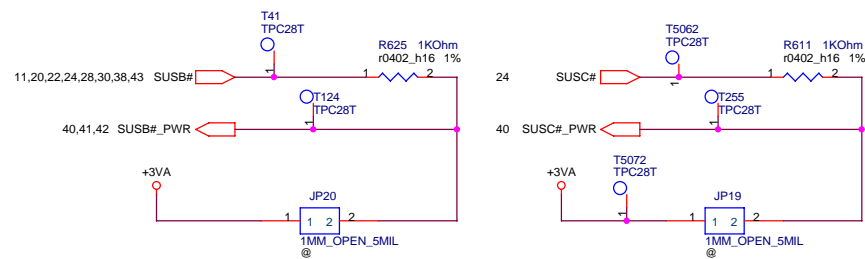 T41
TPC28T
R625 1KOhm
r0402_h16 1%
11,20,22,24,28,30,38,43 SUSB#
1
1 2
T124
TPC28T
40,41,42 SUSB#_PWR
1
+3VA
JP20
1 1 2 2
1MM_OPEN_5MIL
@
T5062
TPC28T
R611 1KOhm
r0402_h16 1%
24 SUSC#
1
1 2
T255
TPC28T
40 SUSC#_PWR
1
T5072
TPC28T
+3VA
1
JP19
1 1 2 2
1MM_OPEN_5MIL
@